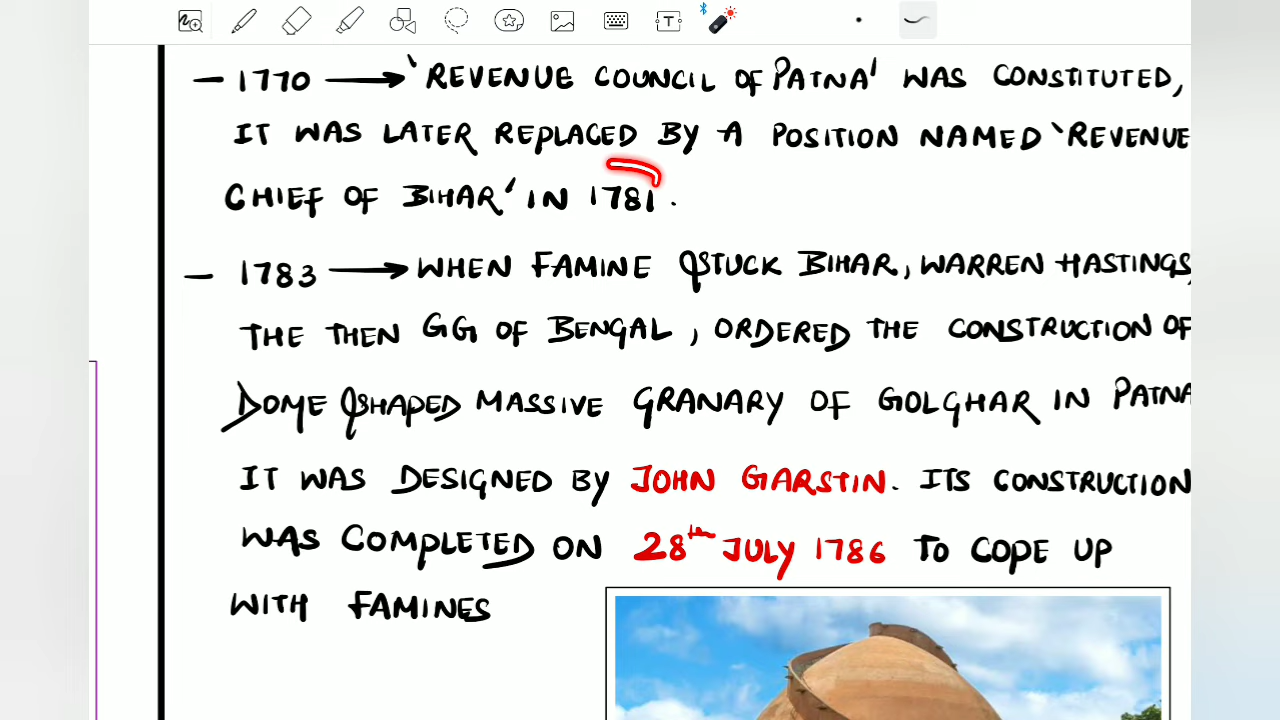 - 1770 → 'REVENUE COUNCIL OF PATNA' WAS CONSTITUTED,
IT WAS LATER REPLACED BY A POSITION NAMED 'REVENUE
CHIEF OF BIHAR' IN 1781.
- 1783 → WHEN FAMINE STUCK BIHAR, WARREN HASTINGS,
THE THEN GG OF BENGAL, ORDERED THE CONSTRUCTION OF
DOME SHAPED MASSIVE GRANARY OF GOLGHAR IN PATNA
IT WAS DESIGNED BY JOHN GARSTIN. ITS CONSTRUCTION
WAS COMPLETED ON 28th JULY 1786 TO COPE UP
WITH FAMINES